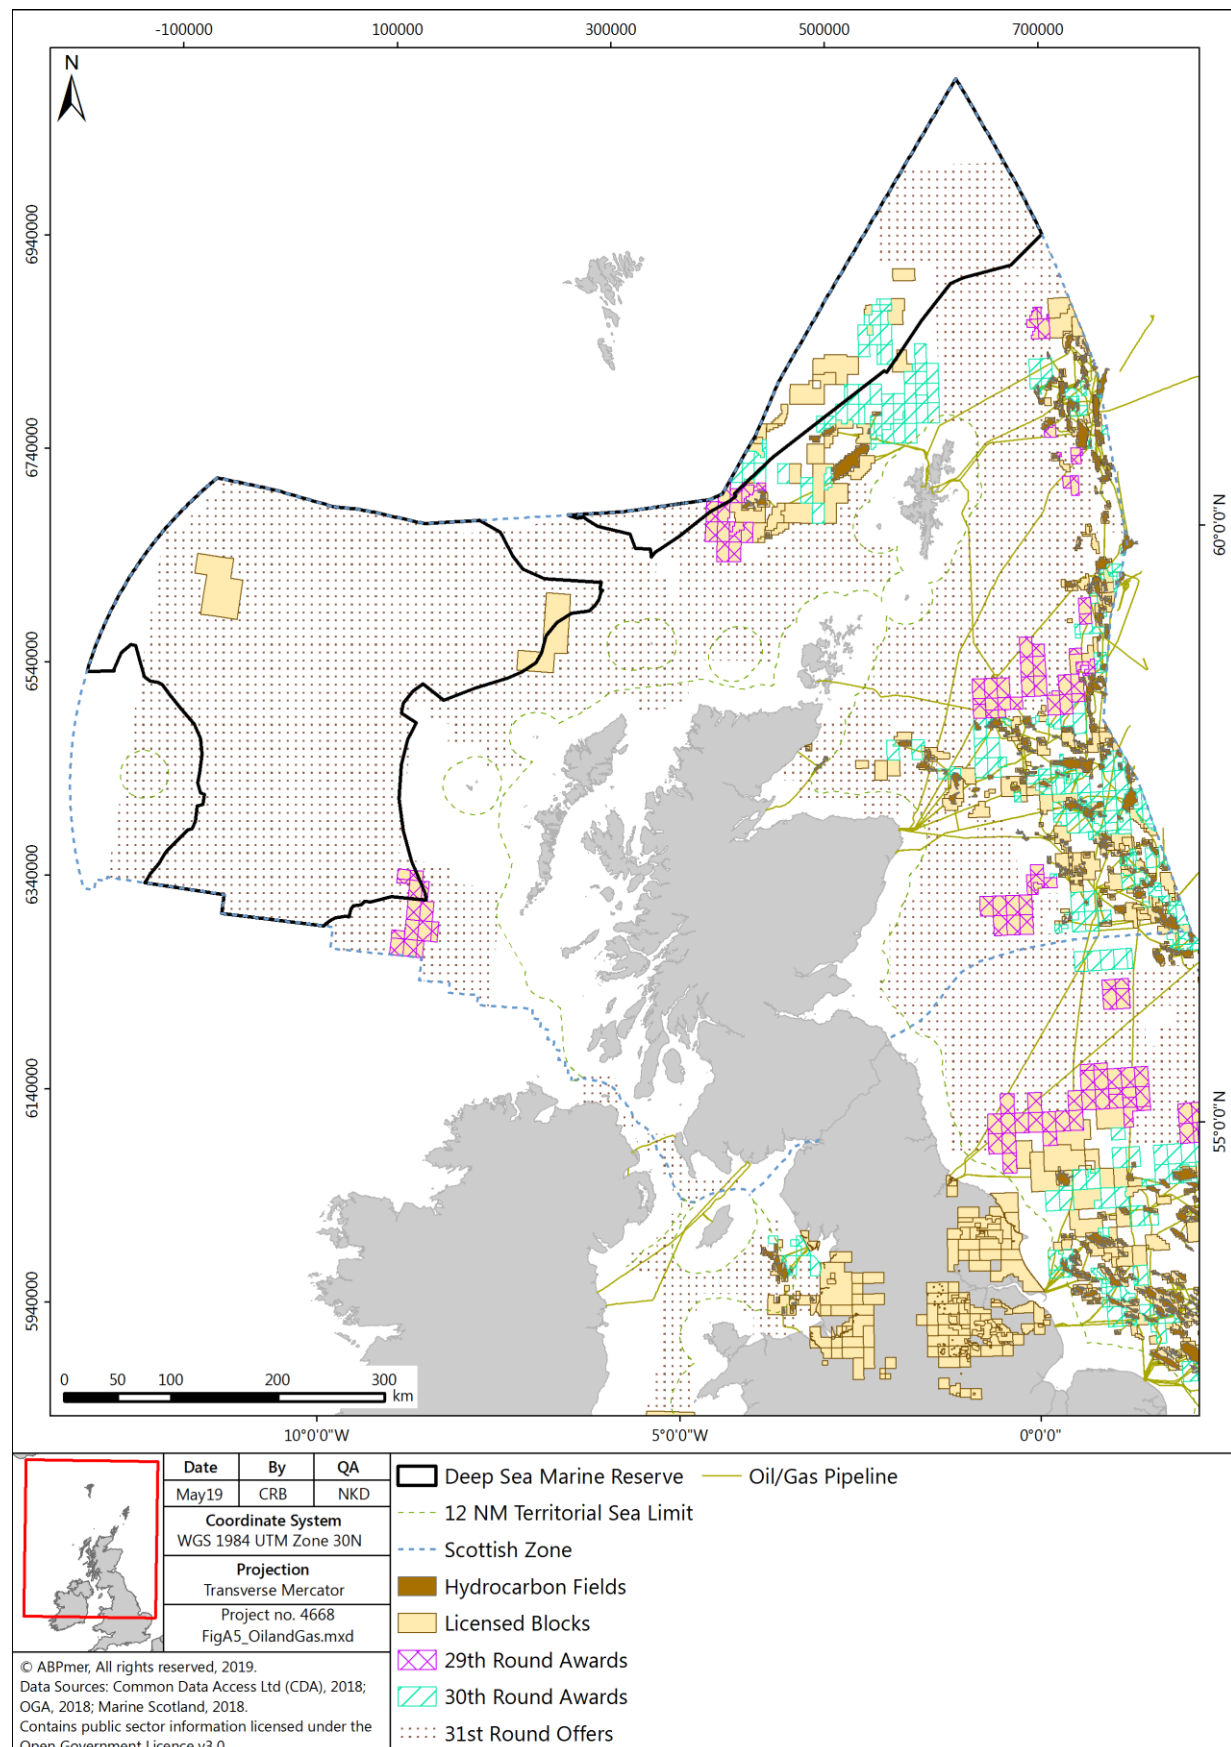 -100000 100000 300000 500000 700000
N
6940000
6740000
6540000
6340000
6140000
5940000
60°0'0"N
55°0'0"N
0 50 100 200 300
km
10°0'0"W 5°0'0"W 0°0'0"
Date By QA
May19 CRB NKD
Coordinate System
WGS 1984 UTM Zone 30N
Projection
Transverse Mercator
Project no. 4668
FigA5_OilandGas.mxd
© ABPmer, All rights reserved, 2019.
Data Sources: Common Data Access Ltd (CDA), 2018;
OGA, 2018; Marine Scotland, 2018.
Contains public sector information licensed under the
Open Government Licence v3.0
Deep Sea Marine Reserve Oil/Gas Pipeline
12 NM Territorial Sea Limit
Scottish Zone
Hydrocarbon Fields
Licensed Blocks
29th Round Awards
30th Round Awards
31st Round Offers